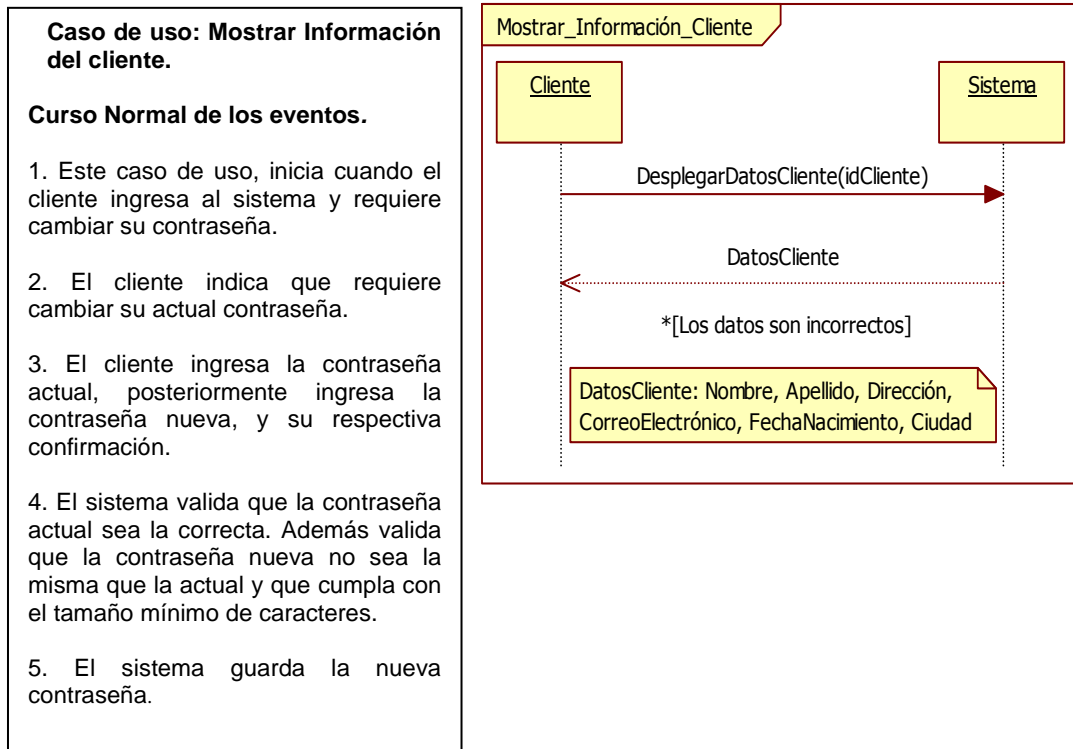 Caso de uso: Mostrar Información
del cliente.
Curso Normal de los eventos.
1. Este caso de uso, inicia cuando el
cliente ingresa al sistema y requiere
cambiar su contraseña.
2. El cliente indica que requiere
cambiar su actual contraseña.
3. El cliente ingresa la contraseña
actual, posteriormente ingresa la
contraseña nueva, y su respectiva
confirmación.
4. El sistema valida que la contraseña
actual sea la correcta. Además valida
que la contraseña nueva no sea la
misma que la actual y que cumpla con
el tamaño mínimo de caracteres.
5. El sistema guarda la nueva
contraseña.
Mostrar_Información_Cliente
Cliente
Sistema
DesplegarDatosCliente(idCliente)
DatosCliente
*[Los datos son incorrectos]
DatosCliente: Nombre, Apellido, Dirección,
CorreoElectrónico, FechaNacimiento, Ciudad